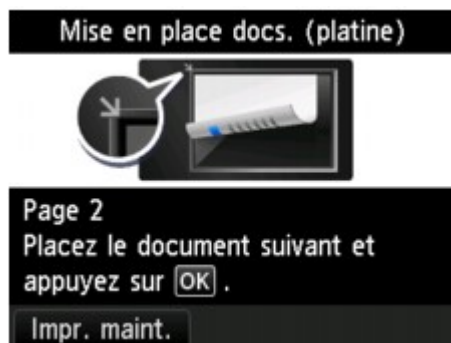 Mise en place docs. (platine)
Page 2
Placez le document suivant et
appuyez sur OK .
Impr. maint.